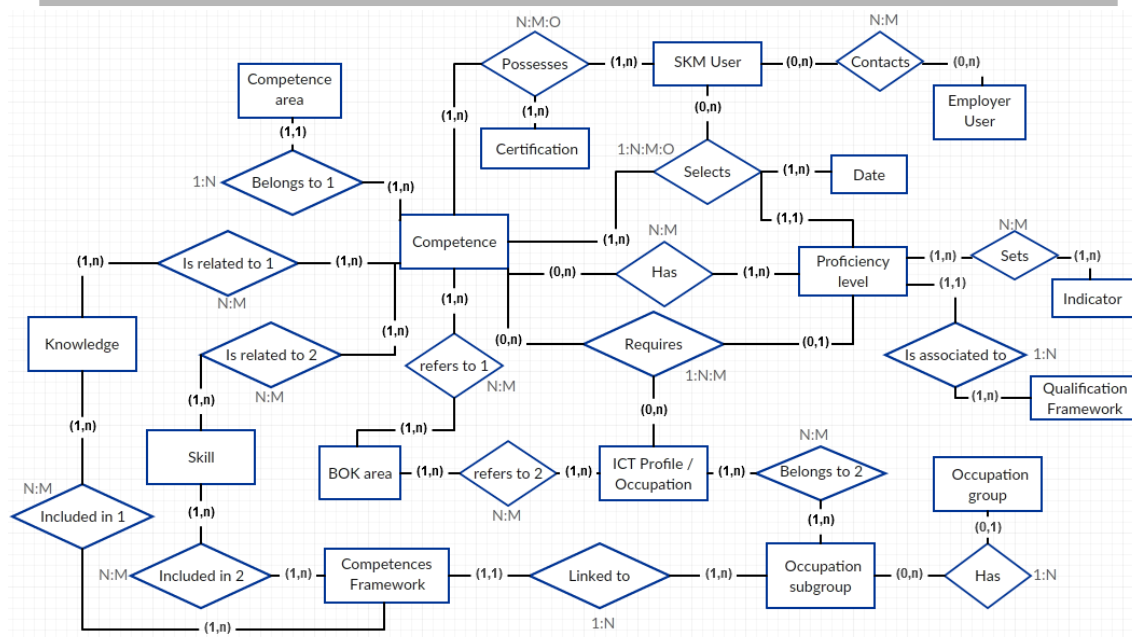 N:M:O
N:M
Possesses
(1,n)
SKM User
(0,n)
Contacts
(0,n)
Competence
area
(1,n)
(1,n)
(0,n)
Employer
User
(1,1)
Certification
1:N:M:O
1:N
Belongs to 1
(1,n)
Selects
(1,n)
Date
(1,1)
Competence
(1,n)
N:M
N:M
(1,n)
Is related to 1
(1,n)
(0,n)
Has
(1,n)
Proficiency
level
(1,n)
Sets
(1,n)
(1,1)
Indicator
N:M
(1,n)
(1,n)
Knowledge
Is related to 2
(0,n)
Requires
(0,1)
Is associated to
1:N
refers to 1
N:M
1:N:M
N:M
(1,n)
(1,n)
Qualification
Framework
(1,n)
(0,n)
(1,n)
N:M
Skill
BOK area
(1,n)
refers to 2
(1,n)
ICT Profile /
Occupation
(1,n)
Belongs to 2
Occupation
group
N:M
N:M
(1,n)
(1,n)
(0,1)
Included in 1
N:M
Included in 2
(1,n)
Competences
Framework
(1,1)
Linked to
(1,n)
Occupation
subgroup
(0,n)
Has
1:N
1:N
(1,n)